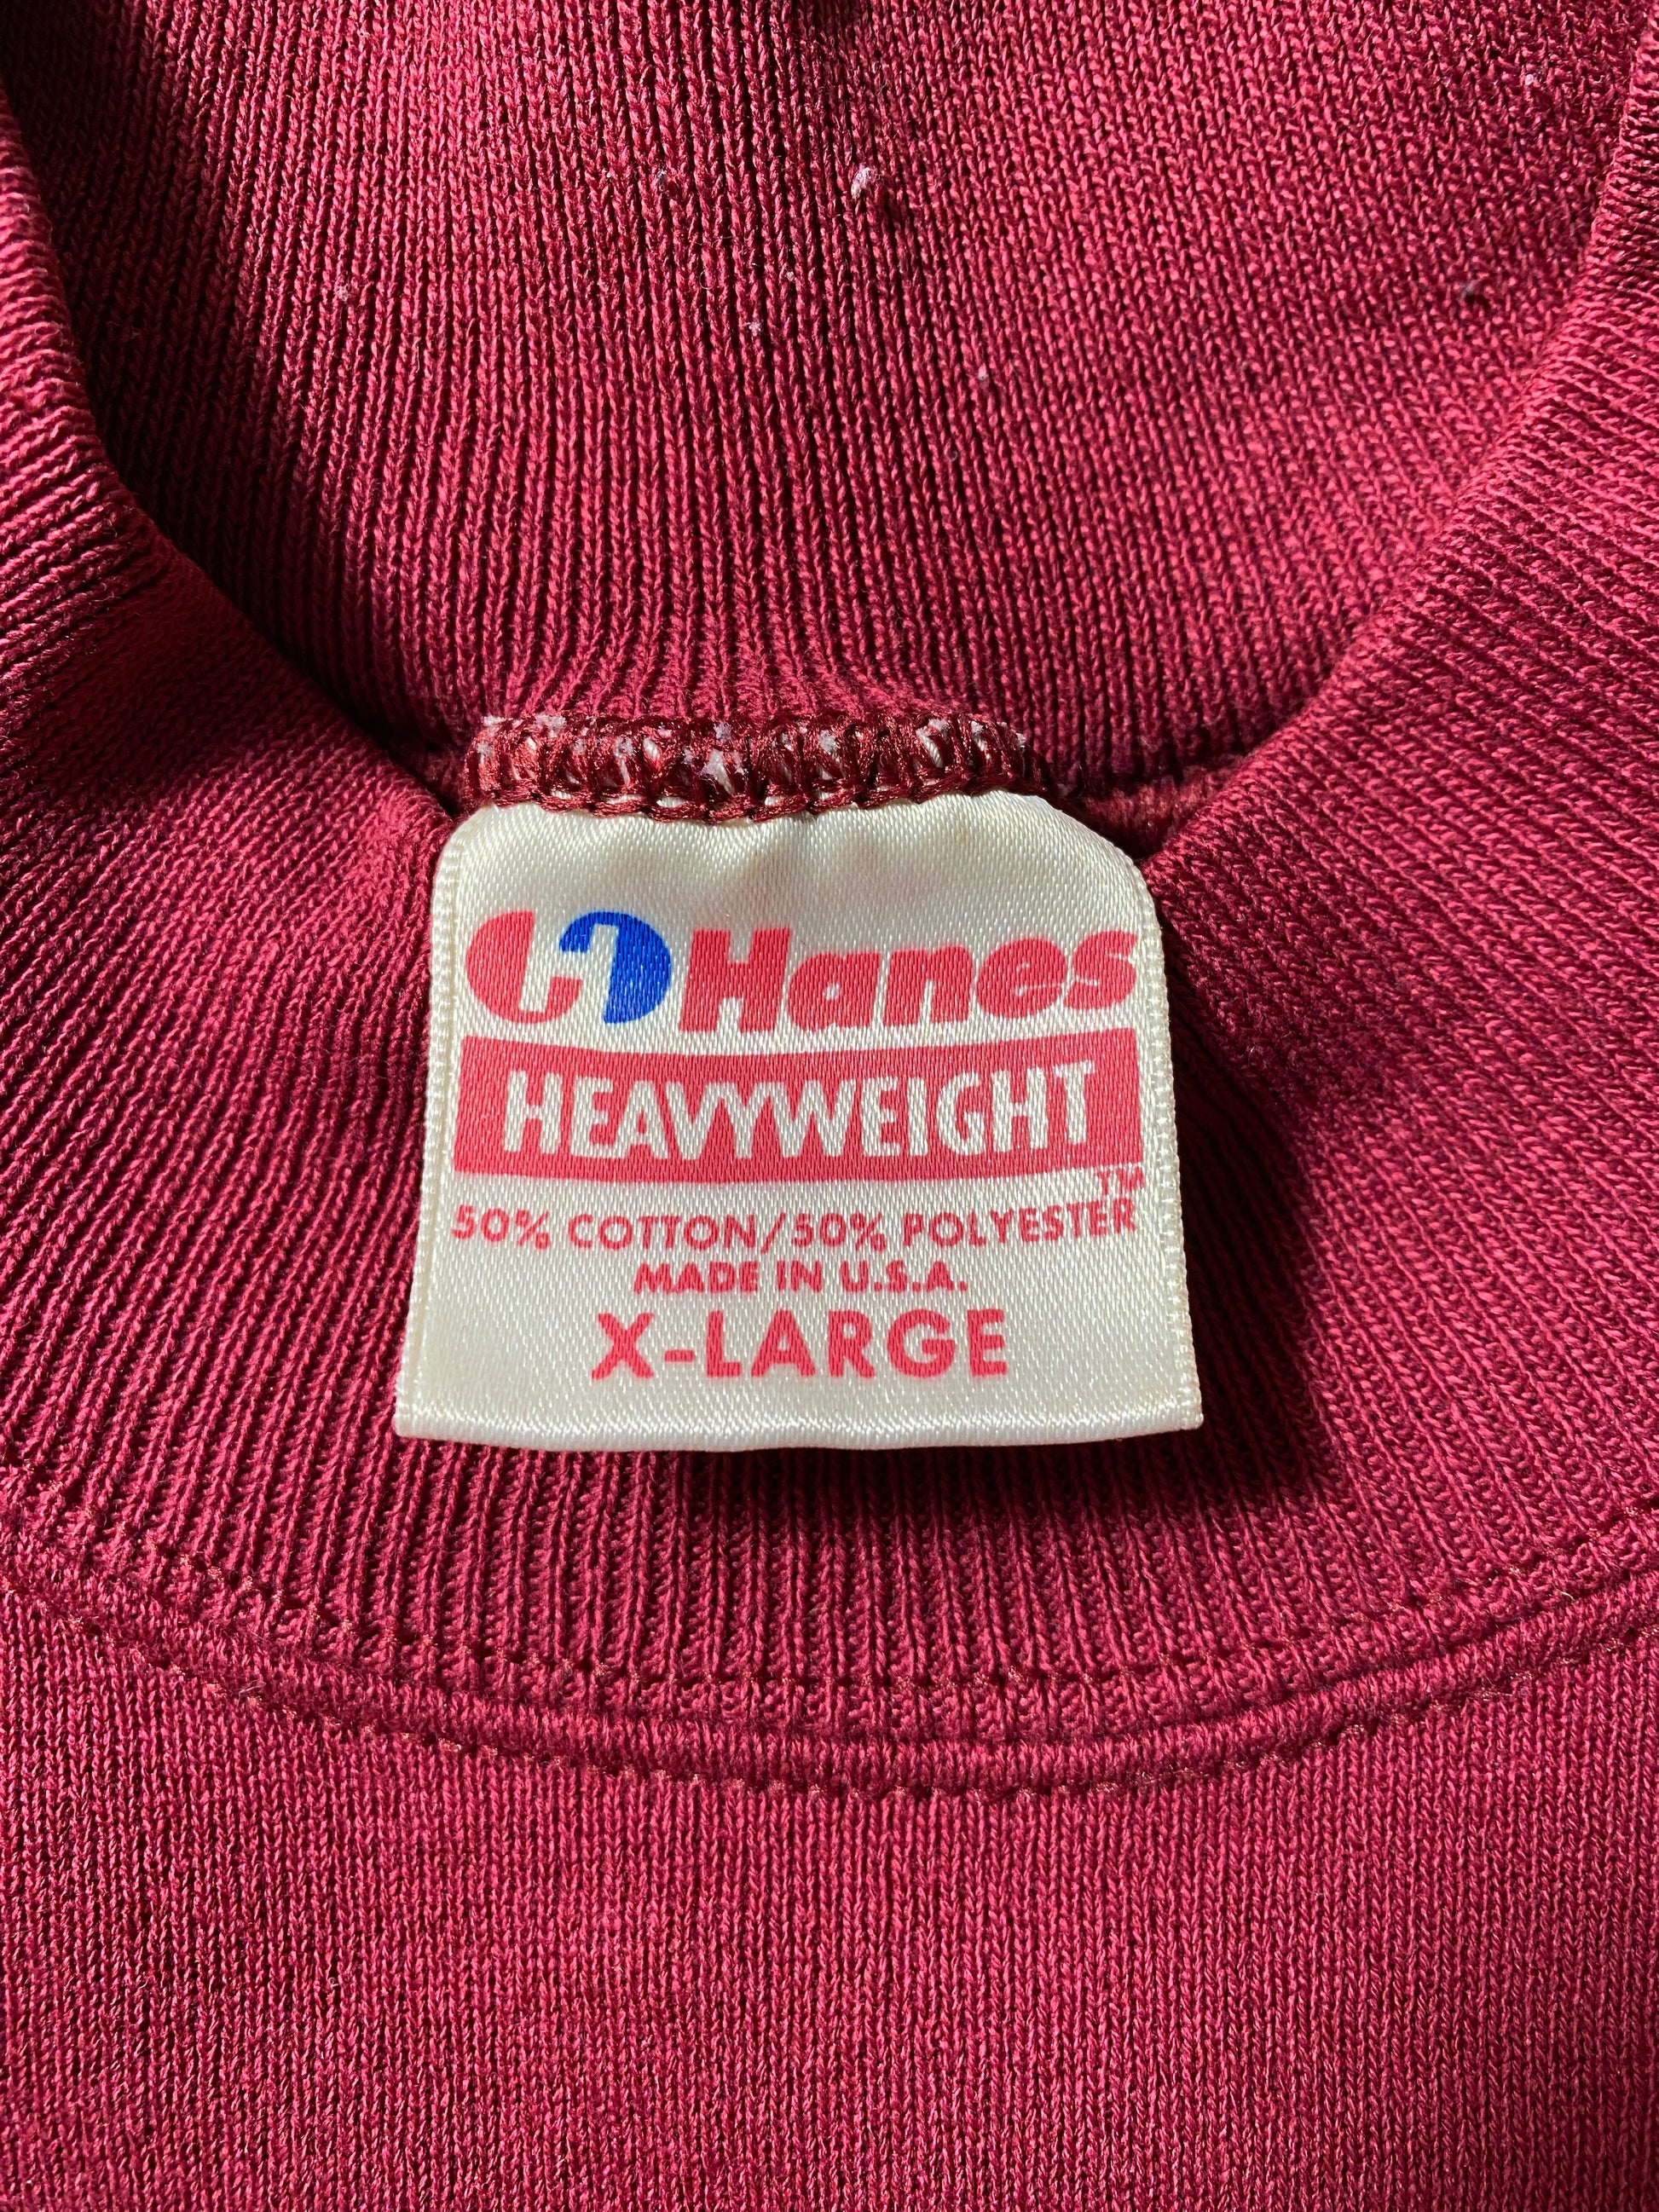 Hanes
HEAVYWEIGHT
TM
50% COTTON/50% POLYESTER
MADE IN U.S.A.
X-LARGE